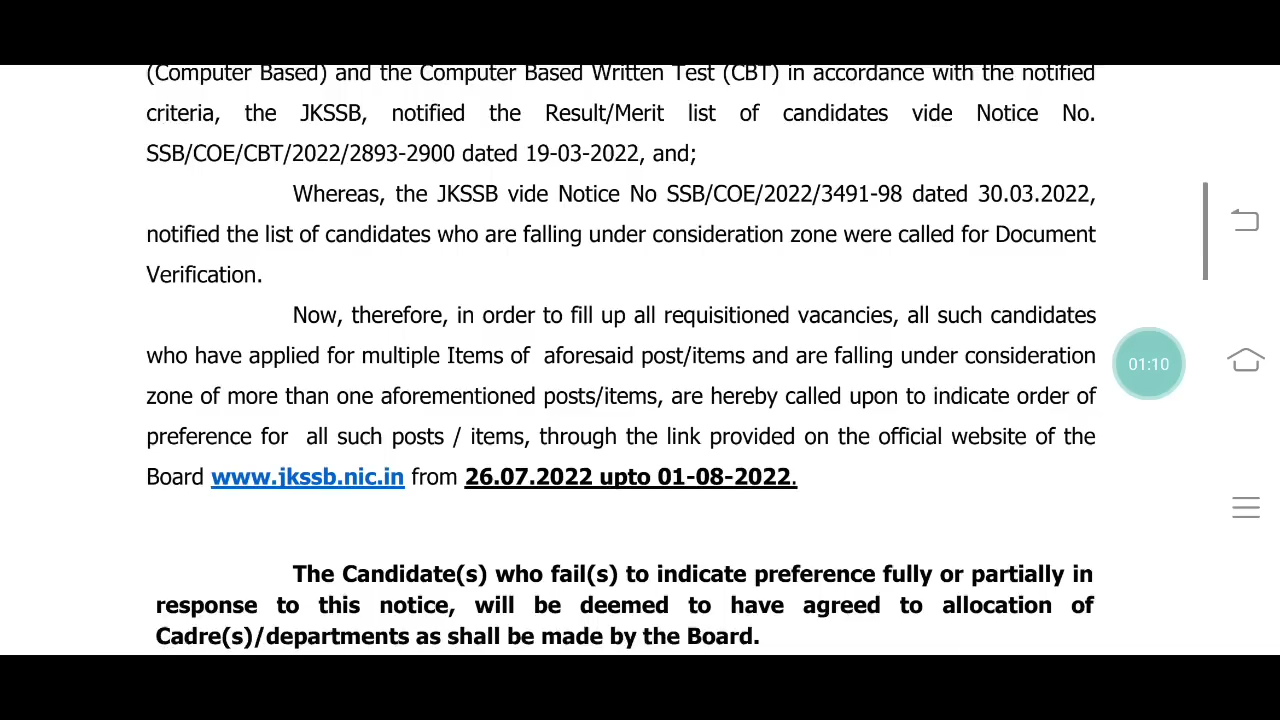 (Computer Based) and the Computer Based Written Test (CBT) in accordance with the notified
criteria, the JKSSB, notified the Result/Merit list of candidates vide Notice No.
SSB/COE/CBT/2022/2893-2900 dated 19-03-2022, and;
Whereas, the JKSSB vide Notice No SSB/COE/2022/3491-98 dated 30.03.2022,
notified the list of candidates who are falling under consideration zone were called for Document
Verification.
Now, therefore, in order to fill up all requisitioned vacancies, all such candidates
who have applied for multiple Items of aforesaid post/items and are falling under consideration
zone of more than one aforementioned posts/items, are hereby called upon to indicate order of
preference for all such posts / items, through the link provided on the official website of the
Board www.jkssb.nic.in from 26.07.2022 upto 01-08-2022.
The Candidate(s) who fail(s) to indicate preference fully or partially in
response to this notice, will be deemed to have agreed to allocation of
Cadre(s)/departments as shall be made by the Board.
01:10